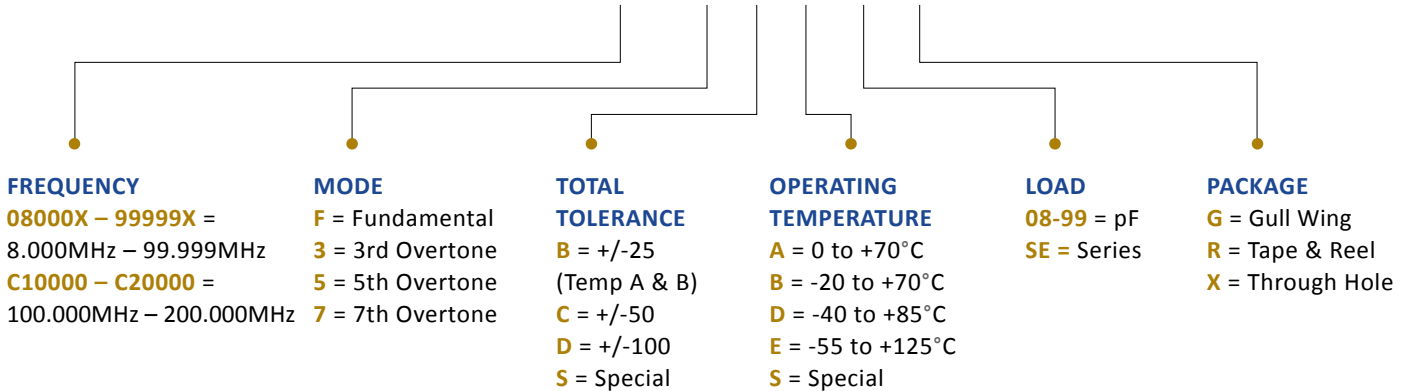 FREQUENCY
08000X – 99999X =
8.000MHz – 99.999MHz
C10000 – C20000 =
100.000MHz – 200.000MHz
MODE
F = Fundamental
3 = 3rd Overtone
5 = 5th Overtone
7 = 7th Overtone
TOTAL
TOLERANCE
B = +/-25
(Temp A & B)
C = +/-50
D = +/-100
S = Special
OPERATING
TEMPERATURE
A = 0 to +70°C
B = -20 to +70°C
D = -40 to +85°C
E = -55 to +125°C
S = Special
LOAD
08-99 = pF
SE = Series
PACKAGE
G = Gull Wing
R = Tape & Reel
X = Through Hole